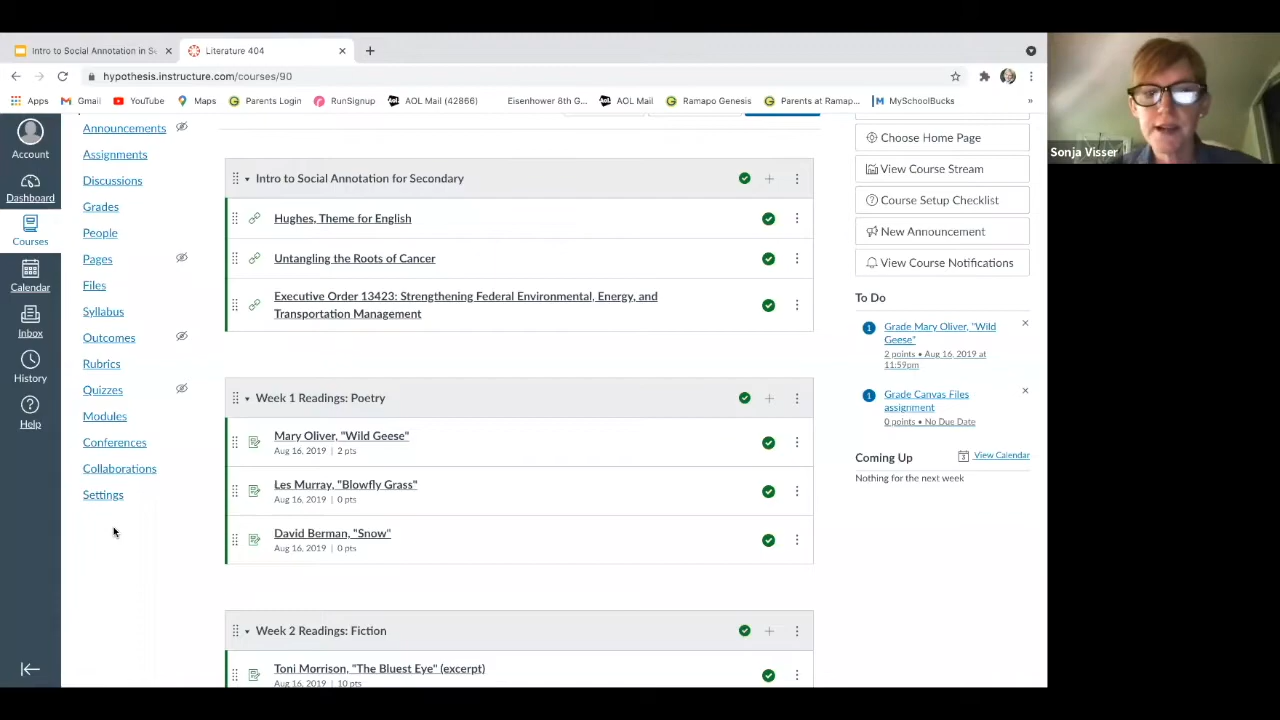 Intro to Social Annotation in Se
Literature 404
hypothesis.instructure.com/courses/90
Apps Gmail YouTube Maps Parents Login RunSignup AOL Mail (42866) Eisenhower 8th G... AOL Mail Ramapo Genesis Parents at Ramap... MySchoolBucks »
Account
Dashboard
Courses
Calendar
Inbox
History
Help
Announcements
Assignments
Discussions
Grades
People
Pages
Files
Syllabus
Outcomes
Rubrics
Quizzes
Modules
Conferences
Collaborations
Settings
Intro to Social Annotation for Secondary
Hughes, Theme for English
Untangling the Roots of Cancer
Executive Order 13423: Strengthening Federal Environmental, Energy, and
Transportation Management
Week 1 Readings: Poetry
Mary Oliver, "Wild Geese"
Aug 16, 2019 | 2 pts
Les Murray, "Blowfly Grass"
Aug 16, 2019 | 0 pts
David Berman, "Snow"
Aug 16, 2019 | 0 pts
Week 2 Readings: Fiction
Toni Morrison, "The Bluest Eye" (excerpt)
Aug 16, 2019 | 10 pts
Choose Home Page
View Course Stream
Course Setup Checklist
New Announcement
View Course Notifications
To Do
1 Grade Mary Oliver, "Wild
Geese"
2 points • Aug 16, 2019 at
11:59pm
1 Grade Canvas Files
assignment
0 points • No Due Date
Coming Up View Calendar
Nothing for the next week
Sonja Visser